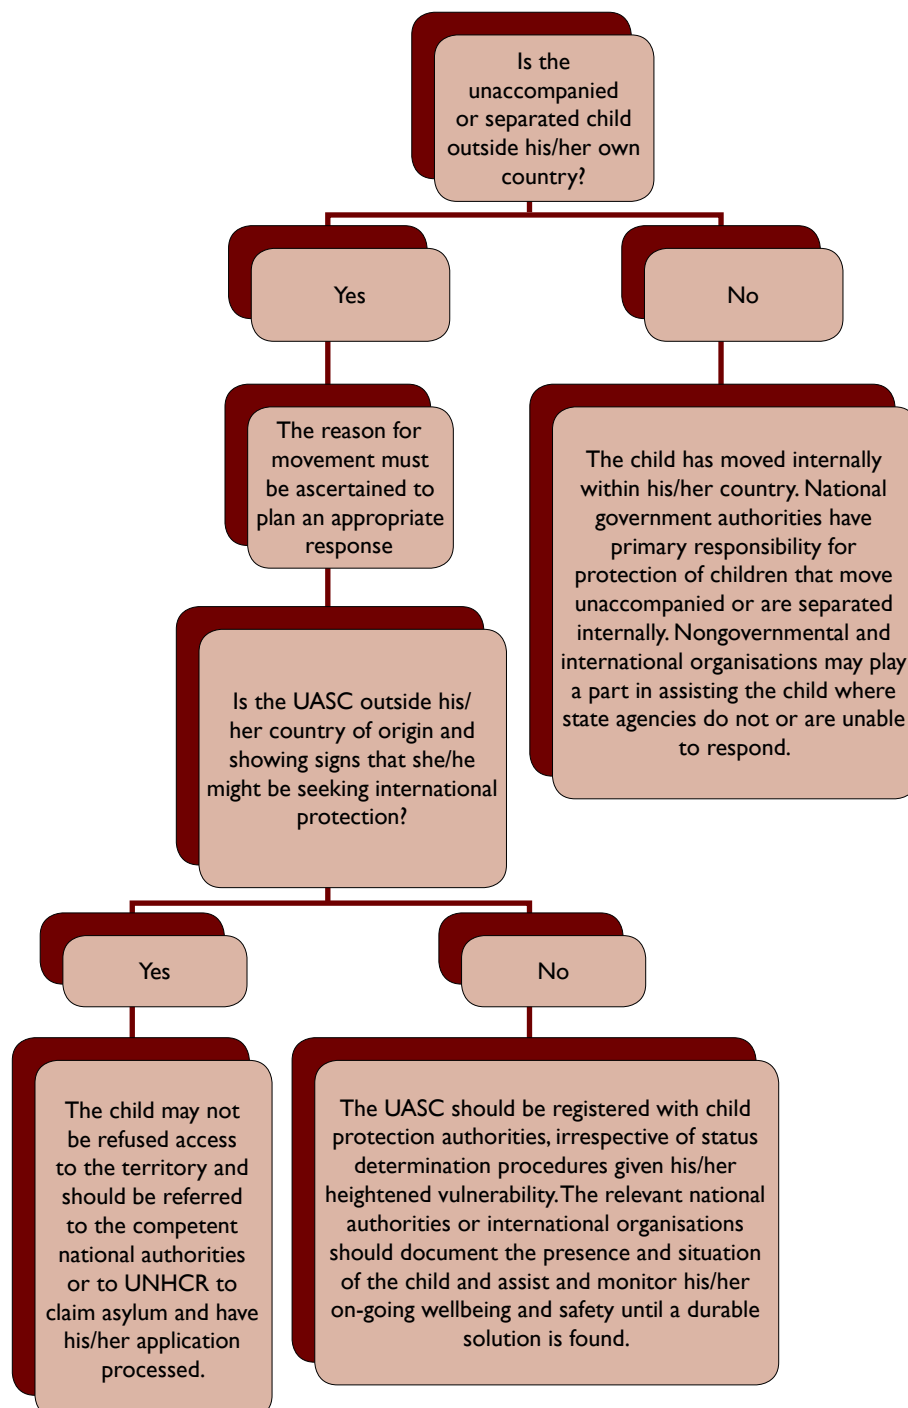 Is the
unaccompanied
or separated child
outside his/her own
country?
Yes
No
The reason for
movement must
be ascertained to
plan an appropriate
response
The child has moved internally
within his/her country. National
government authorities have
primary responsibility for
protection of children that move
unaccompanied or are separated
internally. Nongovernmental and
international organisations may play
a part in assisting the child where
state agencies do not or are unable
to respond.
Is the UASC outside his/
her country of origin and
showing signs that she/he
might be seeking international
protection?
Yes
No
The child may not
be refused access
to the territory and
should be referred
to the competent
national authorities
or to UNHCR to
claim asylum and have
his/her application
processed.
The UASC should be registered with child
protection authorities, irrespective of status
determination procedures given his/her
heightened vulnerability. The relevant national
authorities or international organisations
should document the presence and situation
of the child and assist and monitor his/her
on-going wellbeing and safety until a durable
solution is found.